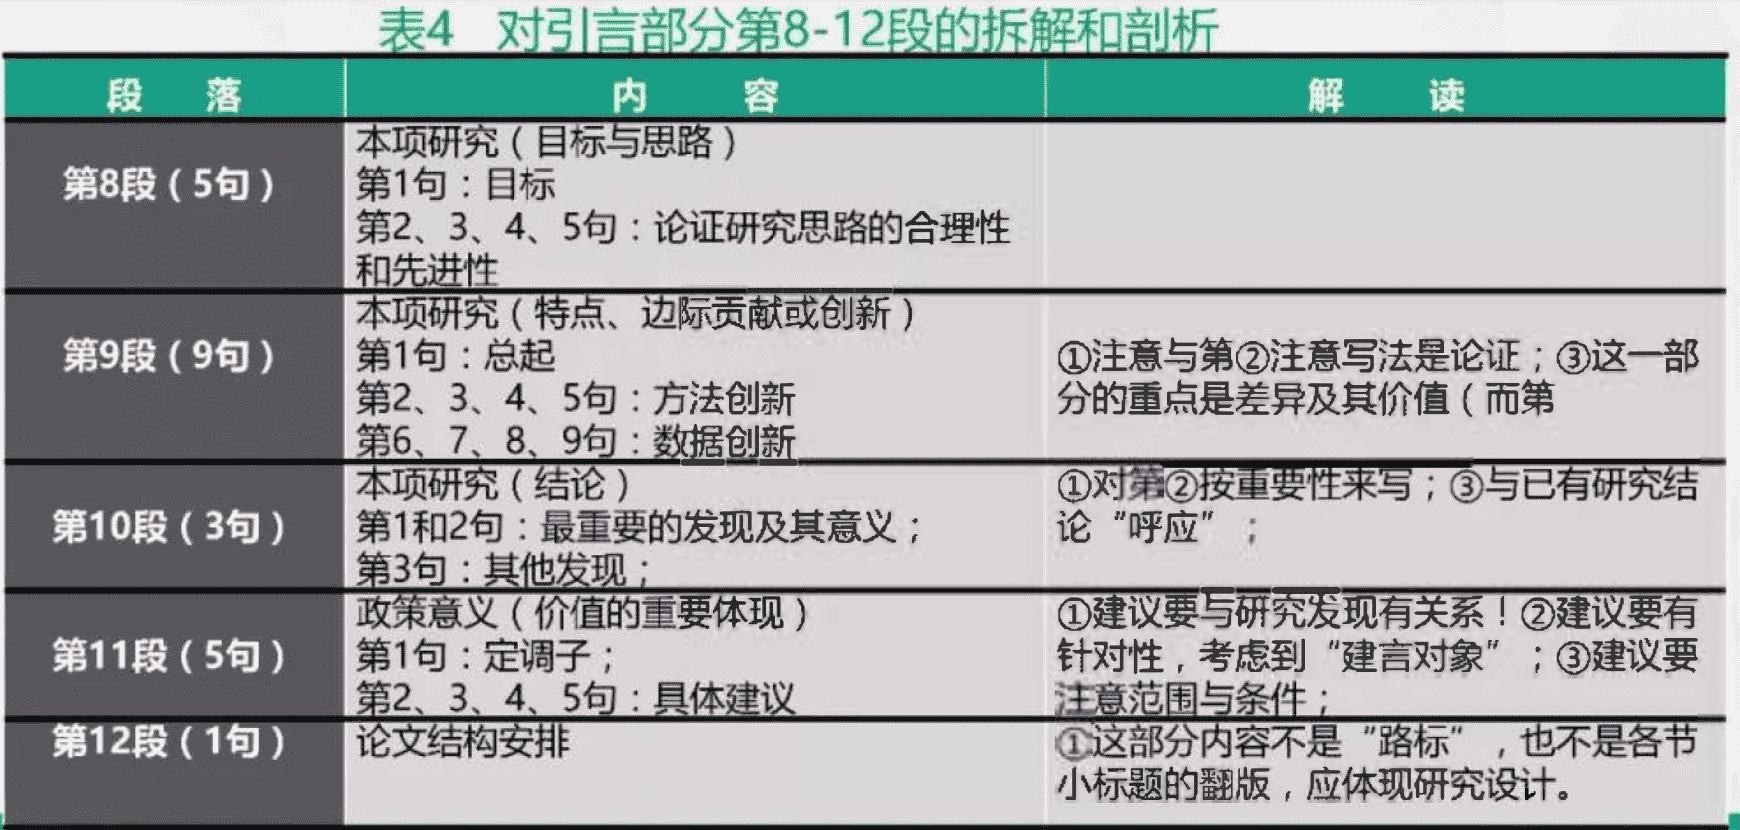 表4 对引言部分第8-12段的拆解和剖析
段 落 内 容 解 读
第8段（5句）
本项研究（目标与思路）
第1句：目标
第2、3、4、5句：论证研究思路的合理性
和先进性
第9段（9句）
本项研究（特点、边际贡献或创新）
第1句：总起
第2、3、4、5句：方法创新
第6、7、8、9句：数据创新
①注意与第②注意写法是论证；③这一部
分的重点是差异及其价值（而第
第10段（3句）
本项研究（结论）
第1和2句：最重要的发现及其意义；
第3句：其他发现；
①对第②按重要性来写；③与已有研究结
论“呼应”；
第11段（5句）
政策意义（价值的重要体现）
第1句：定调子；
第2、3、4、5句：具体建议
①建议要与研究发现有关系！②建议要有
针对性，考虑到“建言对象”；③建议要
注意范围与条件；
第12段（1句）
论文结构安排
①这部分内容不是“路标”，也不是各节
小标题的翻版，应体现研究设计。